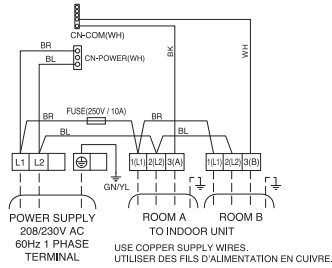 CN-COM(WH)
BR
CN-POWER(WH)
BL
BK
WH
FUSE(250V / 10A)
BR
BR
BL
BL
L1 L2
1(L1) 2(L2) 3(A)
1(L1) 2(L2) 3(B)
GN/YL
POWER SUPPLY
208/230V AC
60Hz 1 PHASE
TERMINAL
ROOM A
ROOM B
TO INDOOR UNIT
USE COPPER SUPPLY WIRES.
UTILISER DES FILS D'ALIMENTATION EN CUIVRE.